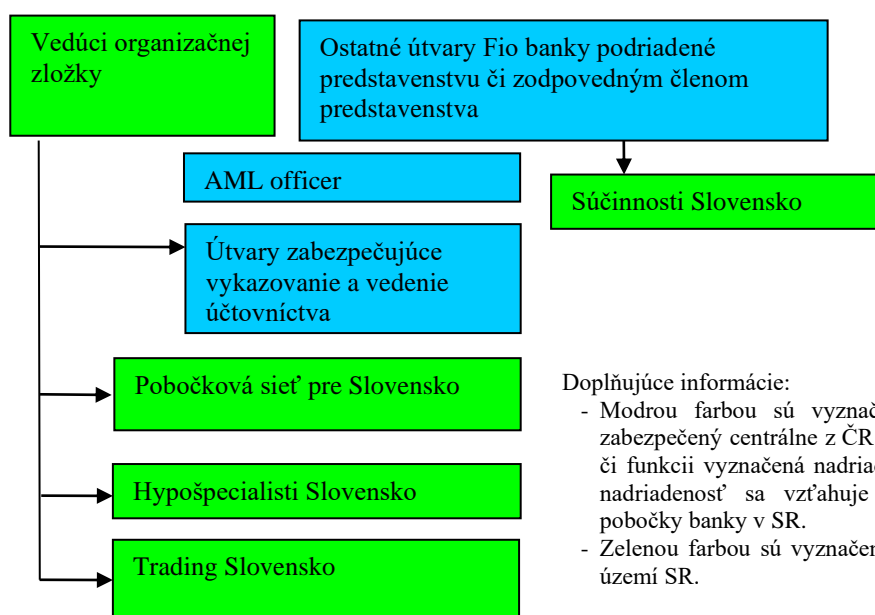 Vedúci organizačnej
zložky
Ostatné útvary Fio banky podriadené
predstavenstvu či zodpovedným členom
predstavenstva
AML officer
Súčinnosti Slovensko
Útvary zabezpečujúce
vykazovanie a vedenie
účtovníctva
Pobočková sieť pre Slovensko
Hypošpecialisti Slovensko
Trading Slovensko
Doplňujúce informácie:
- Modrou farbou sú
zabezpečený centrálne z ČR
či funkcii vyznačená
nadriadenosť sa vzťahuje
pobočky banky v SR.
- Zelenou farbou sú
území SR.